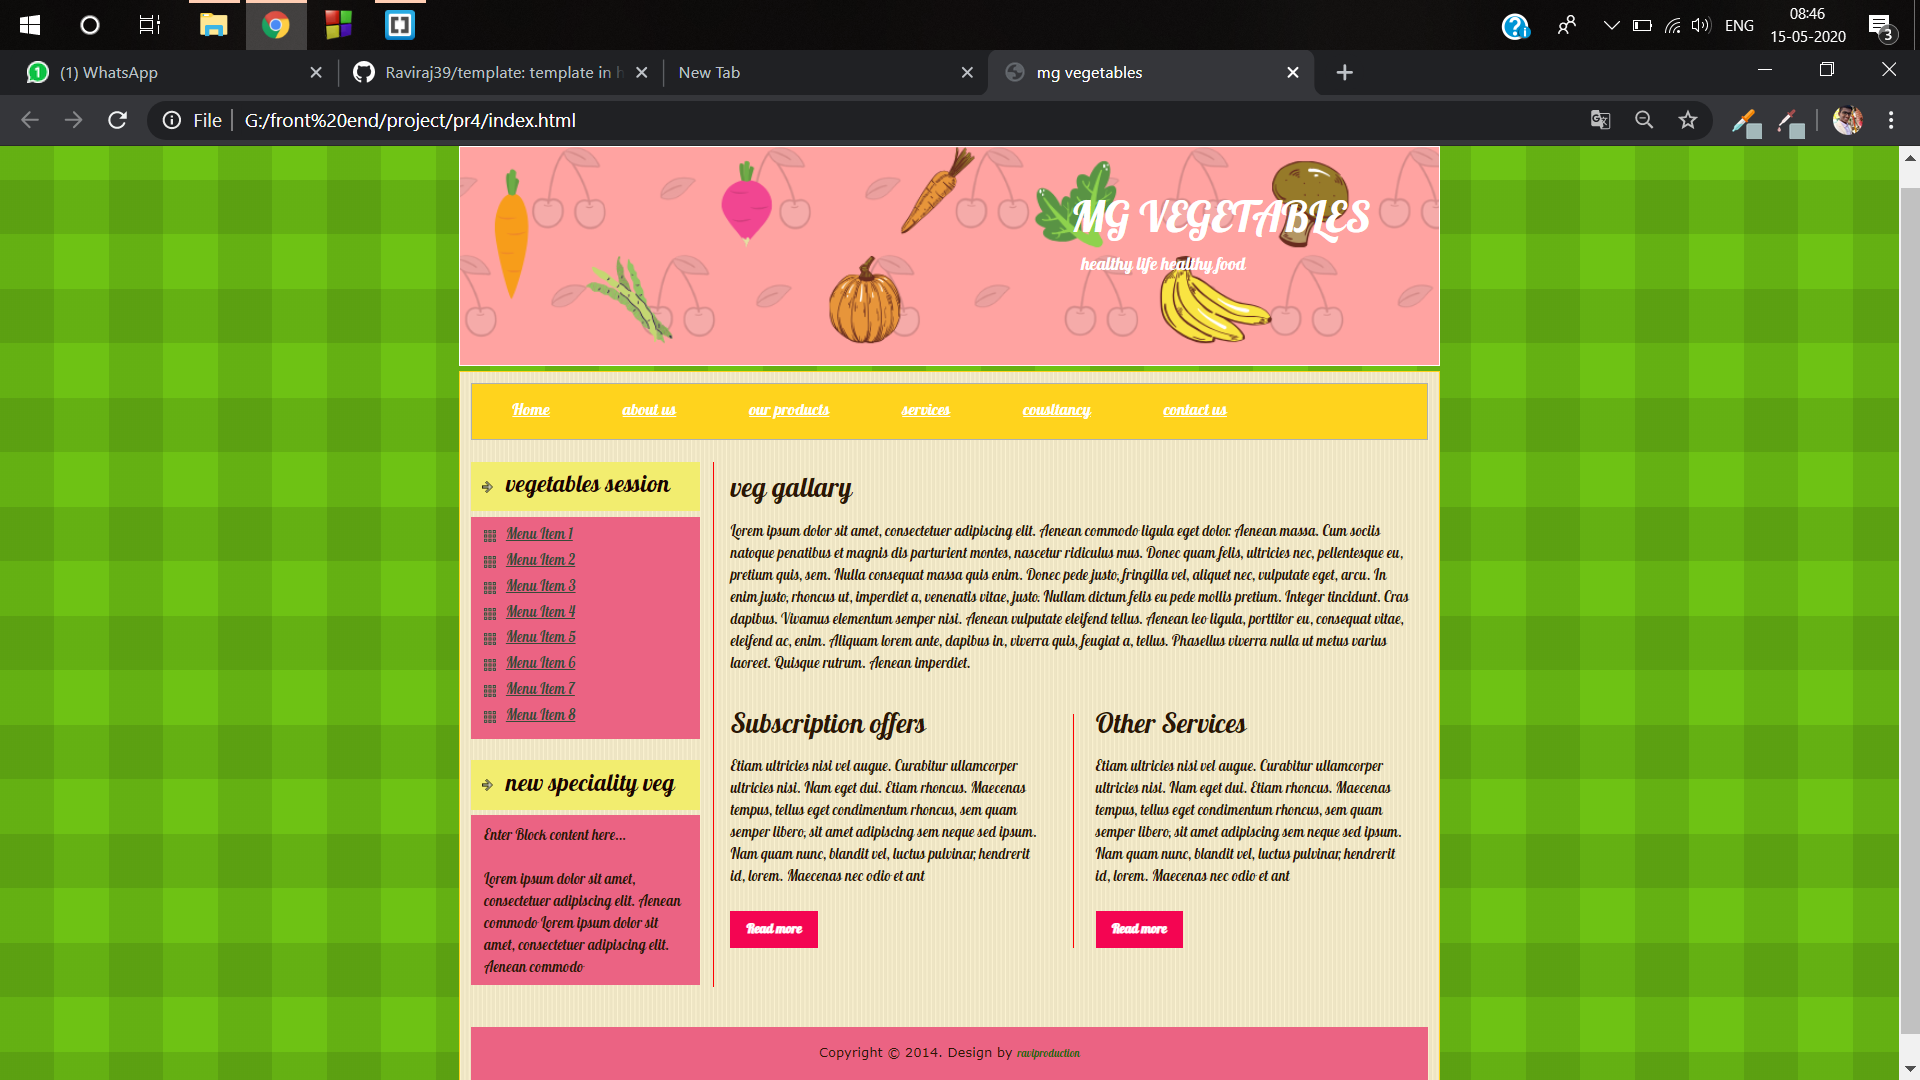 ENG
08:46
15-05-2020
3
(1) WhatsApp
Raviraj39/template: template in h
New Tab
mg vegetables
File
G:/front%20end/project/pr4/index.html
MG VEGETABLES
healthy life healthy food
Home
about us
our products
services
cousltancy
contact us
vegetables session
Menu Item 1
Menu Item 2
Menu Item 3
Menu Item 4
Menu Item 5
Menu Item 6
Menu Item 7
Menu Item 8
new speciality veg
Enter Block content here...
Lorem ipsum dolor sit amet,
consectetuer adipiscing elit. Aenean
commodo Lorem ipsum dolor sit
amet, consectetuer adipiscing elit.
Aenean commodo
veg gallary
Lorem ipsum dolor sit amet, consectetuer adipiscing elit. Aenean commodo ligula eget dolor. Aenean massa. Cum sociis
natoque penatibus et magnis dis parturient montes, nascetur ridiculus mus. Donec quam felis, ultricies nec, pellentesque eu,
pretium quis, sem. Nulla consequat massa quis enim. Donec pede justo, fringilla vel, aliquet nec, vulputate eget, arcu. In
enim justo, rhoncus ut, imperdiet a, venenatis vitae, justo. Nullam dictum felis eu pede mollis pretium. Integer tincidunt. Cras
dapibus. Vivamus elementum semper nisi. Aenean vulputate eleifend tellus. Aenean leo ligula, porttitor eu, consequat vitae,
eleifend ac, enim. Aliquam lorem ante, dapibus in, viverra quis, feugiat a, tellus. Phasellus viverra nulla ut metus varius
laoreet. Quisque rutrum. Aenean imperdiet.
Subscription offers
Etiam ultricies nisi vel augue. Curabitur ullamcorper
ultricies nisi. Nam eget dui. Etiam rhoncus. Maecenas
tempus, tellus eget condimentum rhoncus, sem quam
semper libero, sit amet adipiscing sem neque sed ipsum.
Nam quam nunc, blandit vel, luctus pulvinar, hendrerit
id, lorem. Maecenas nec odio et ant
Read more
Other Services
Etiam ultricies nisi vel augue. Curabitur ullamcorper
ultricies nisi. Nam eget dui. Etiam rhoncus. Maecenas
tempus, tellus eget condimentum rhoncus, sem quam
semper libero, sit amet adipiscing sem neque sed ipsum.
Nam quam nunc, blandit vel, luctus pulvinar, hendrerit
id, lorem. Maecenas nec odio et ant
Read more
Copyright © 2014. Design by raviproduction